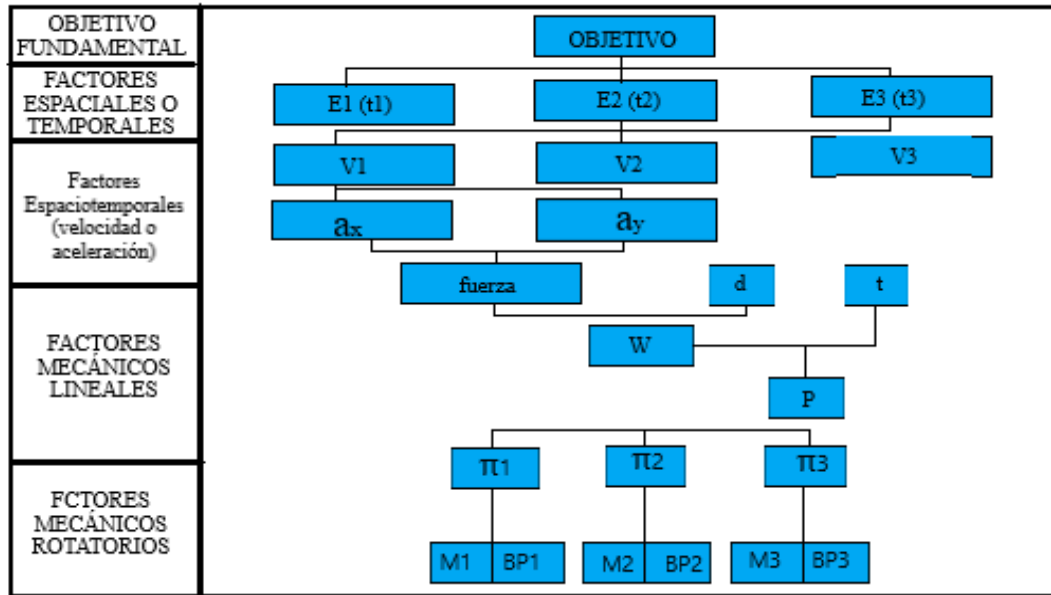 OBJETIVO
FUNDAMENTAL
OBJETIVO
FACTORES
ESPACIALES O
TEMPORALES
E1 (t1)
E2 (t2)
E3 (t3)
Factores
Espaciotemporales
(velocidad o
aceleración)
V1
V2
V3
ax
ay
FACTORES
MECÁNICOS
LINEALES
fuerza
d
t
W
P
FCTORES
MECÁNICOS
ROTATORIOS
π1
π2
π3
M1
BP1
M2
BP2
M3
BP3